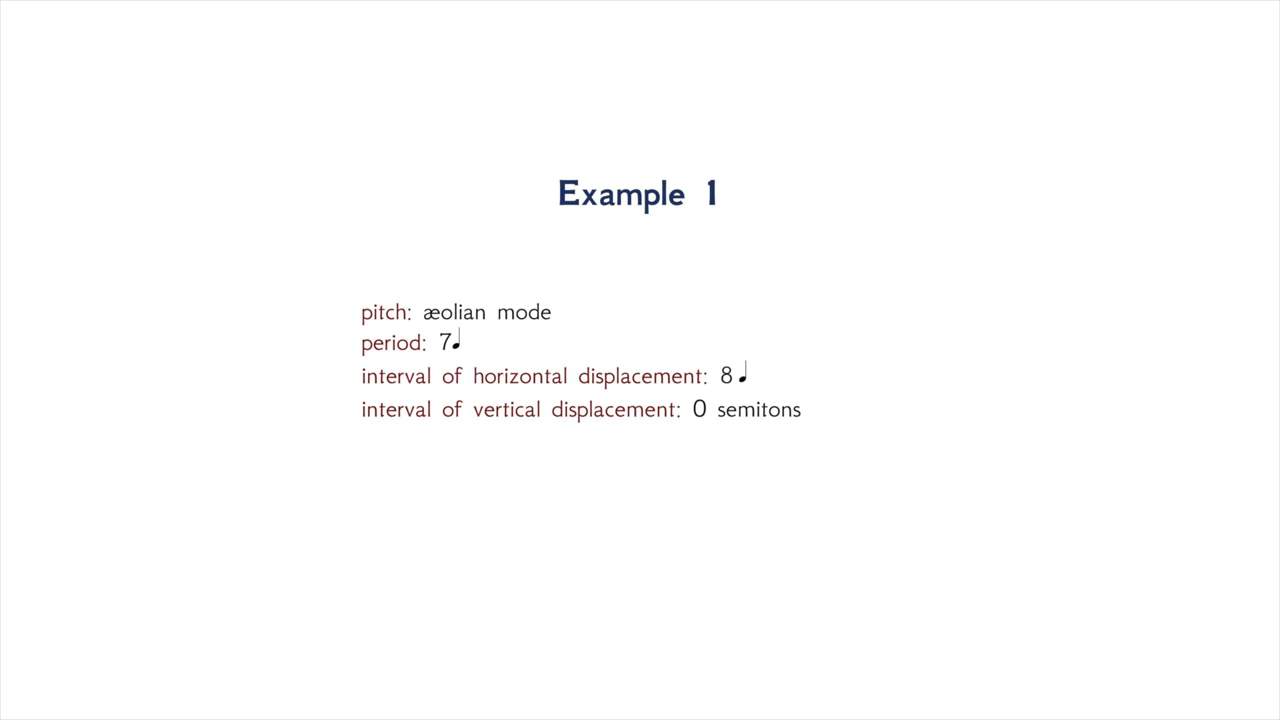 Example 1
pitch: æolian mode
period: 7♩
interval of horizontal displacement: 8 ♩
interval of vertical displacement: 0 semitons